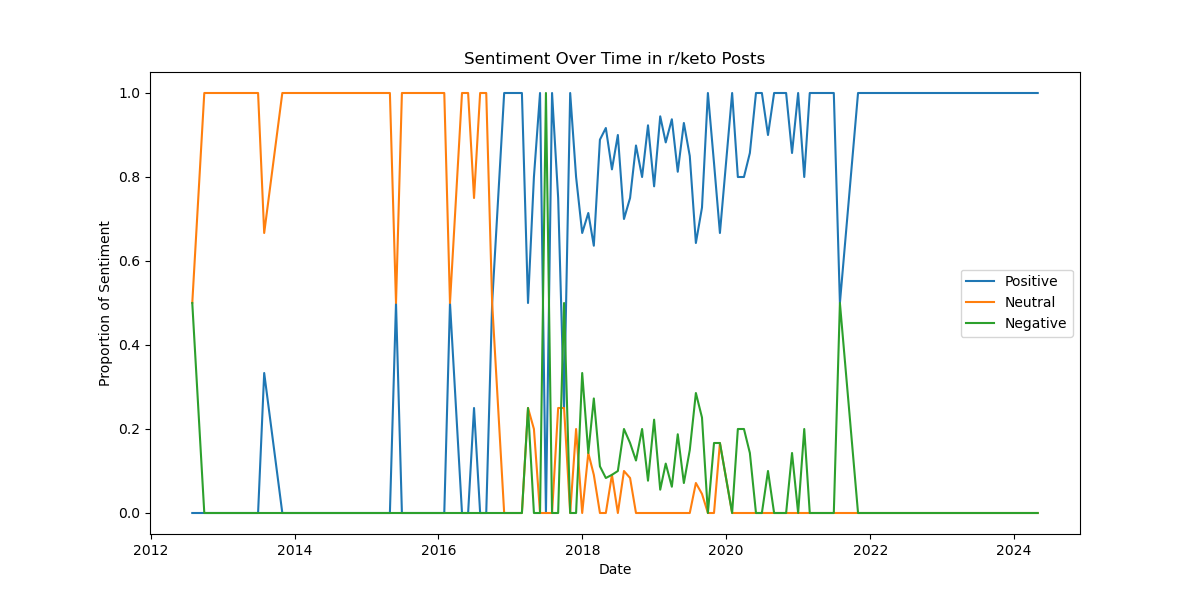 Sentiment Over Time in r/keto Posts
Proportion of Sentiment
1.0
0.8
0.6
0.4
0.2
0.0
Positive
Neutral
Negative
2012
2014
2016
2018
2020
2022
2024
Date